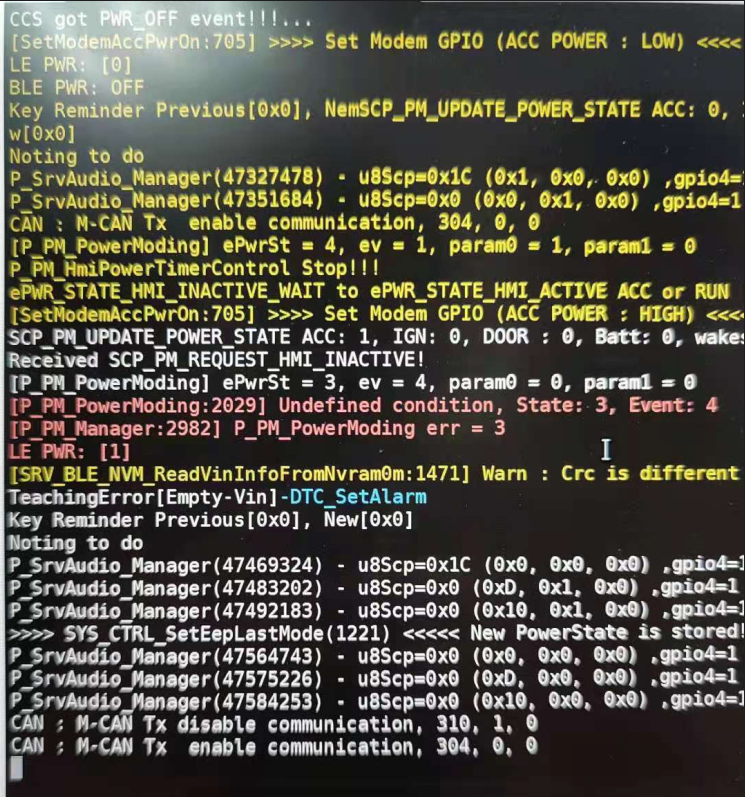 CCS got PWR_OFF event!!!...
[SetModemAccPwrOn:705] >>>> Set Modem GPIO (ACC POWER : LOW) <<<<
LE PWR: [0]
BLE PWR: OFF
Key Reminder Previous[0x0], NemSCP_PM_UPDATE_POWER_STATE ACC: 0,
w[0x0]
Noting to do
P_SrvAudio_Manager(47327478) - u8Scp=0x1C (0x1, 0x0, 0x0) ,gpio4=
P_SrvAudio_Manager(47351684) - u8Scp=0x0 (0x0, 0x1, 0x0) ,gpio4=1
CAN : M-CAN Tx  enable communication, 304, 0, 0
[P_PM_PowerModing] ePwrSt = 4, ev = 1, param0 = 1, param1 = 0
P_PM_HmiPowerTimerControl Stop!!!
ePWR_STATE_HMI_INACTIVE_WAIT to ePWR_STATE_HMI_ACTIVE ACC or RUN
[SetModemAccPwrOn:705] >>>> Set Modem GPIO (ACC POWER : HIGH) <<<<
SCP_PM_UPDATE_POWER_STATE ACC: 1, IGN: 0, DOOR : 0, Batt: 0, wakes
Received SCP_PM_REQUEST_HMI_INACTIVE!
[P_PM_PowerModing] ePwrSt = 3, ev = 4, param0 = 0, param1 = 0
[P_PM_PowerModing:2029] Undefined condition, State: 3, Event: 4
[P_PM_Manager:2982] P_PM_PowerModing err = 3
LE PWR: [1]
[SRV_BLE_NVM_ReadVinInfoFromNvram0m:1471] Warn : Crc is different
TeachingError[Empty-Vin]-DTC_SetAlarm
Key Reminder Previous[0x0], New[0x0]
Noting to do
P_SrvAudio_Manager(47469324) - u8Scp=0x1C (0x0, 0x0, 0x0) ,gpio4=1
P_SrvAudio_Manager(47483202) - u8Scp=0x0 (0xD, 0x1, 0x0) ,gpio4=1
P_SrvAudio_Manager(47492183) - u8Scp=0x0 (0x10, 0x1, 0x0) ,gpio4=
>>>> SYS_CTRL_SetEepLastMode(1221) <<<<< New PowerState is stored!
P_SrvAudio_Manager(47564743) - u8Scp=0x0 (0x0, 0x0, 0x0) ,gpio4=1
P_SrvAudio_Manager(47575226) - u8Scp=0x0 (0xD, 0x0, 0x0) ,gpio4=1
P_SrvAudio_Manager(47584253) - u8Scp=0x0 (0x10, 0x0, 0x0) ,gpio4=
CAN : M-CAN Tx disable communication, 310, 1, 0
CAN : M-CAN Tx  enable communication, 304, 0, 0